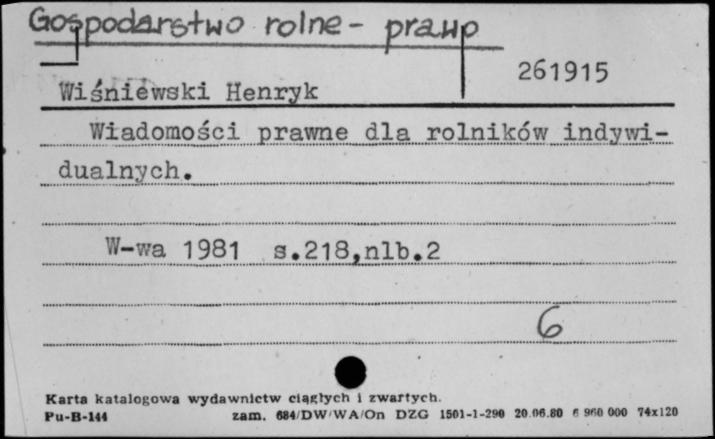 Gospodarstwo rolne - prawo
261915
Wiśniewski Henryk
Wiadomości prawne dla rolników indywi-
dualnych.
W-wa 1981 s.218,nlb.2
6
Karta katalogowa wydawnictw ciągłych i zwartych.
Pu-B-144 zam. 684/DW/WA/On DZG 1501-1-290 20.06.80 6 960 000 74x120